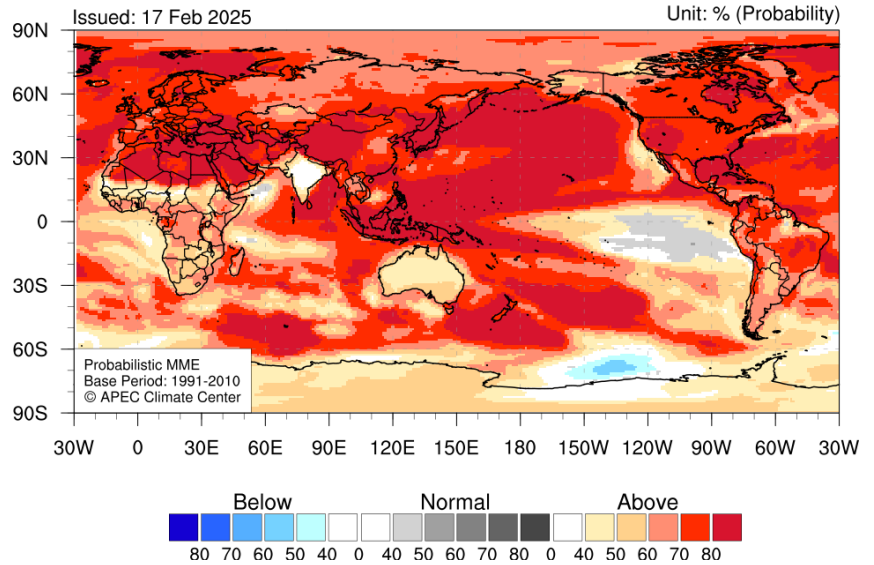 Issued: 17 Feb 2025
Unit: % (Probability)
90N
60N
30N
0
30S
60S
90S
Probabilistic MME
Base Period: 1991-2010
© APEC Climate Center
30W 0 30E 60E 90E 120E 150E 180 150W 120W 90W 60W 30W
Below Normal Above
80 70 60 50 40 0 40 50 60 70 80 0 40 50 60 70 80